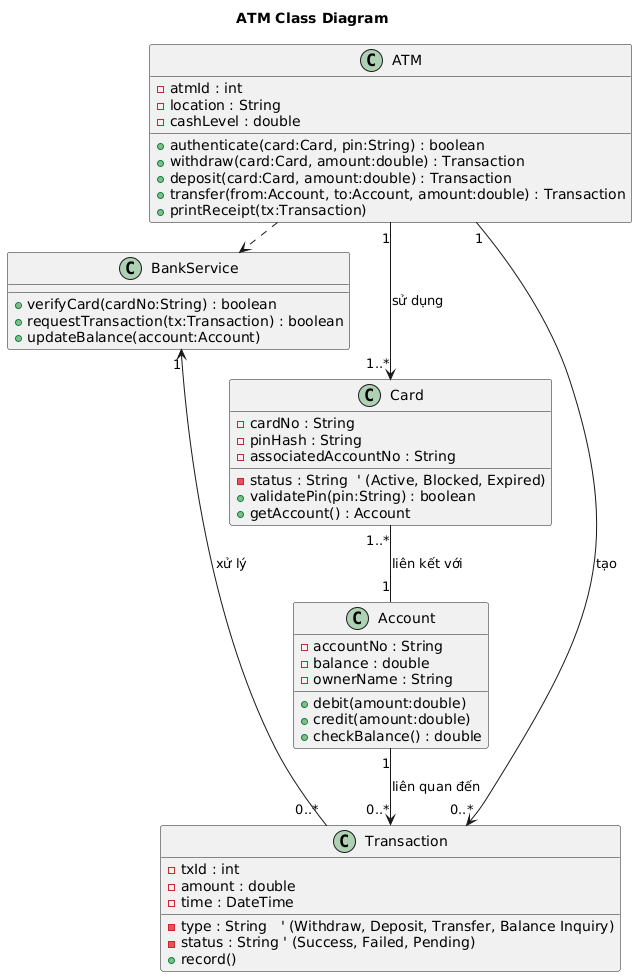 ATM Class Diagram
C ATM
atmId : int
location : String
cashLevel : double
authenticate(card:Card, pin:String) : boolean
withdraw(card:Card, amount:double) : Transaction
deposit(card:Card, amount:double) : Transaction
transfer(from:Account, to:Account, amount:double) : Transaction
printReceipt(tx:Transaction)
1
1
C BankService
verifyCard(cardNo:String) : boolean
requestTransaction(tx:Transaction) : boolean
updateBalance(account:Account)
1
sử dụng
1..*
C Card
cardNo : String
pinHash : String
associatedAccountNo : String
status : String ' (Active, Blocked, Expired)
validatePin(pin:String) : boolean
getAccount() : Account
1..*
xử lý
liên kết với
tạo
1
C Account
accountNo : String
balance : double
ownerName : String
debit(amount:double)
credit(amount:double)
checkBalance() : double
1
liên quan đến
0..*
0..*
0..*
C Transaction
txId : int
amount : double
time : DateTime
type : String ' (Withdraw, Deposit, Transfer, Balance Inquiry)
status : String ' (Success, Failed, Pending)
record()